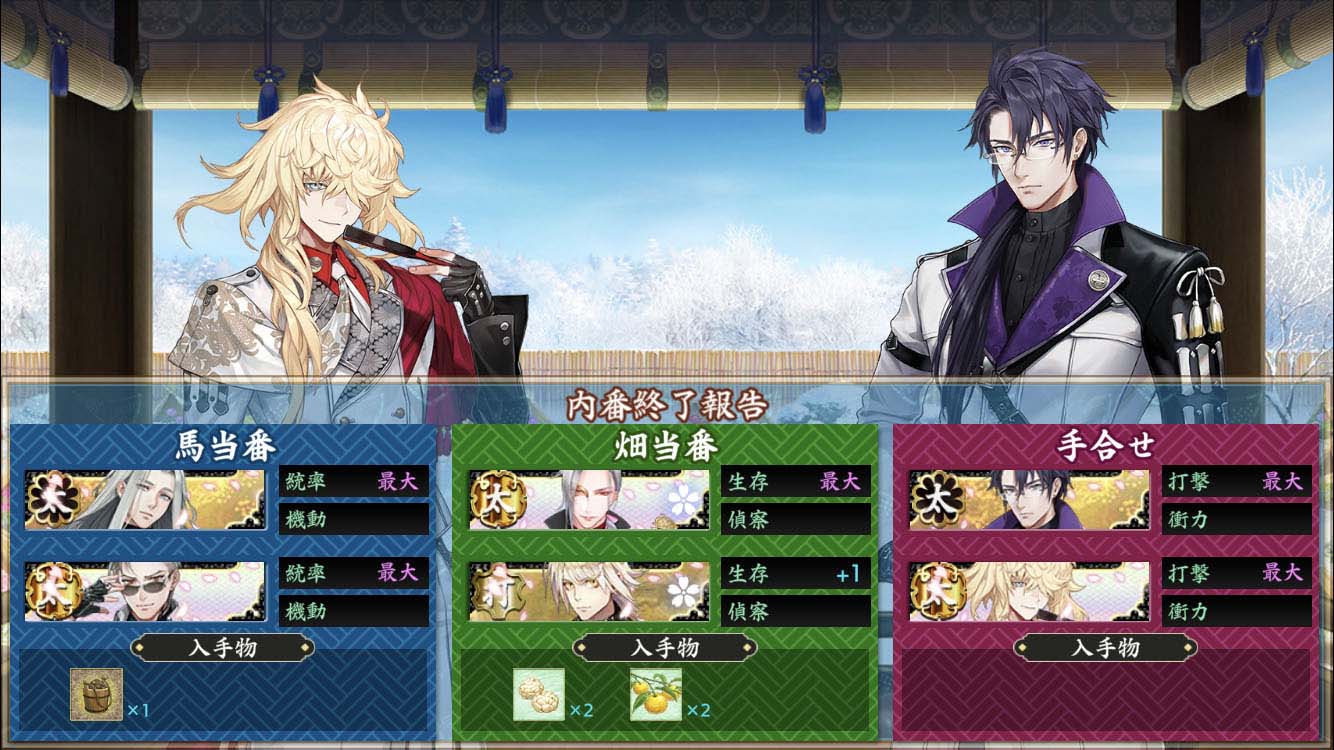 内番終了報告
馬当番
太
統率 最大
機動
太
統率 最大
機動
入手物
×1
畑当番
太
生存 最大
偵察
打
生存 +1
偵察
入手物
×2
×2
手合せ
太
打撃 最大
衝力
太
打撃 最大
衝力
入手物